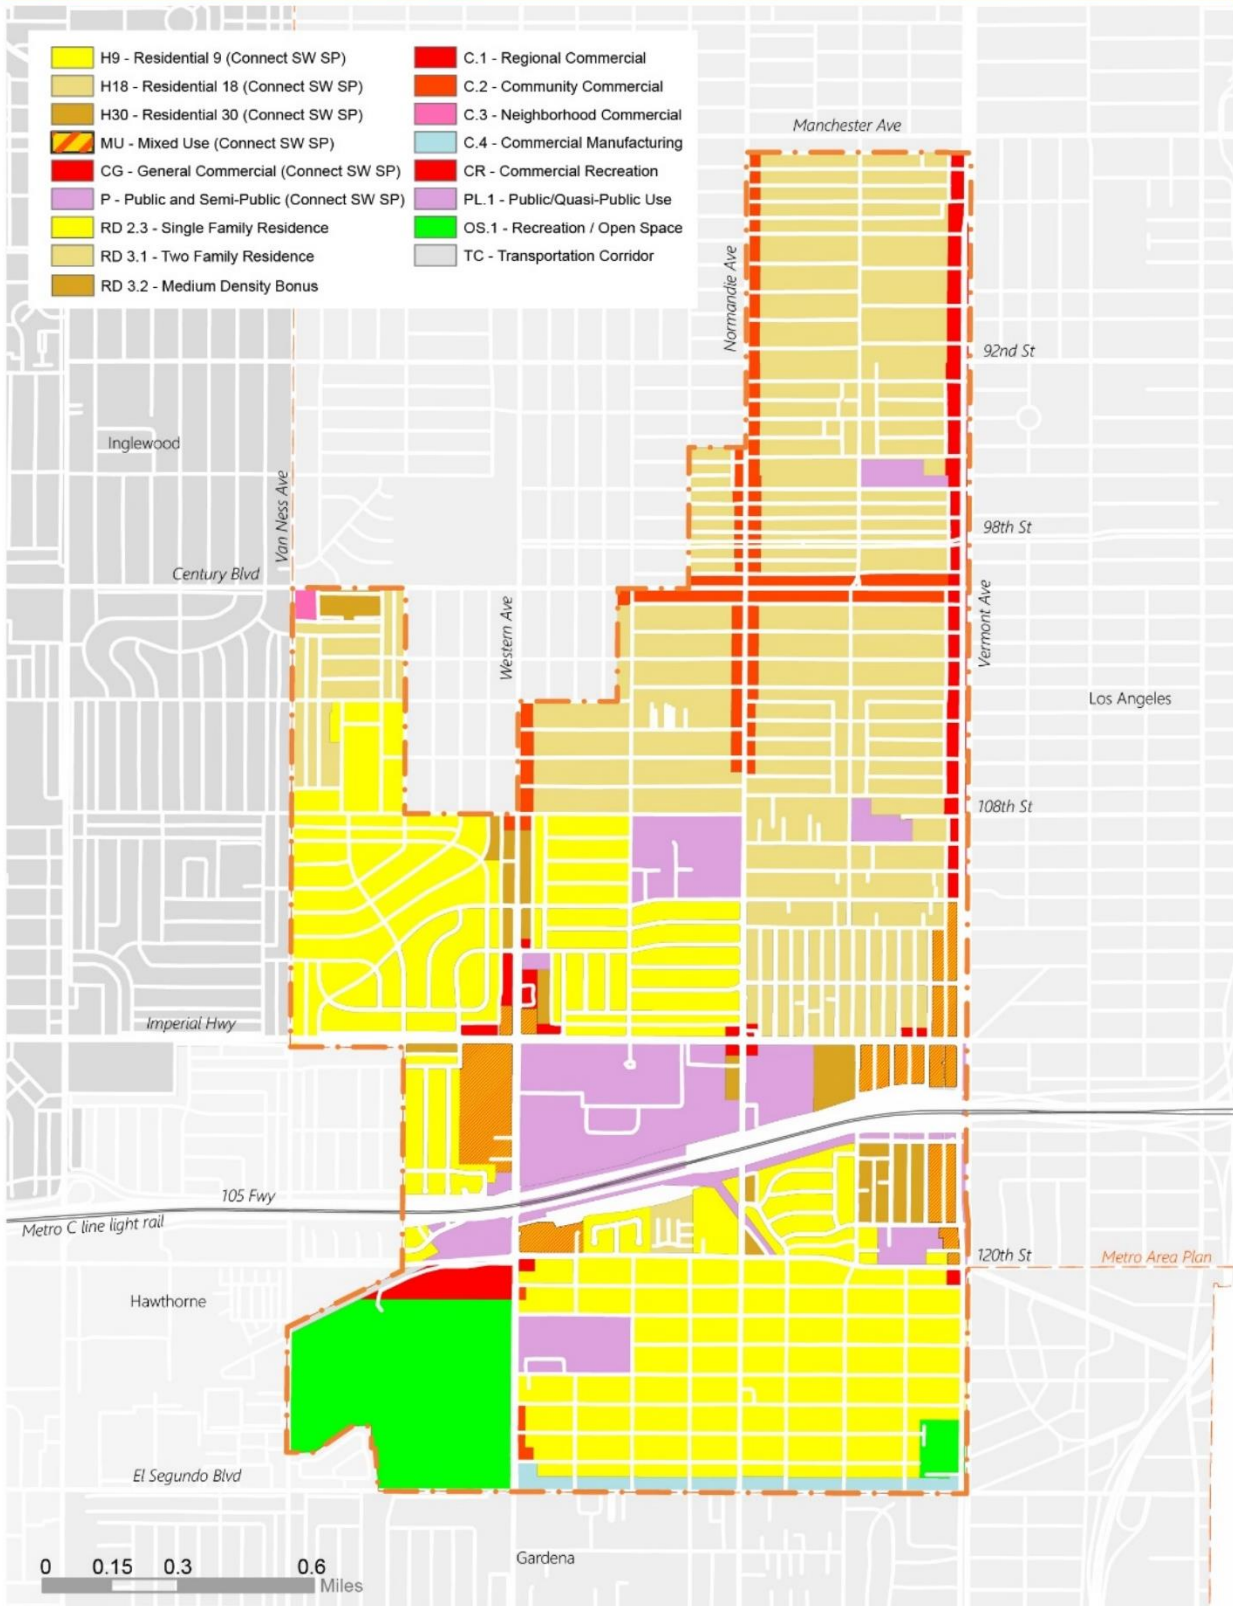 H9 - Residential 9 (Connect SW SP)
H18 - Residential 18 (Connect SW SP)
H30 - Residential 30 (Connect SW SP)
MU - Mixed Use (Connect SW SP)
CG - General Commercial (Connect SW SP)
P - Public and Semi-Public (Connect SW SP)
RD 2.3 - Single Family Residence
RD 3.1 - Two Family Residence
RD 3.2 - Medium Density Bonus
C.1 - Regional Commercial
C.2 - Community Commercial
C.3 - Neighborhood Commercial
C.4 - Commercial Manufacturing
CR - Commercial Recreation
PL.1 - Public/Quasi-Public Use
OS.1 - Recreation / Open Space
TC - Transportation Corridor
Manchester Ave
Normandie Ave
92nd St
Inglewood
Van Ness Ave
98th St
Century Blvd
Western Ave
Vermont Ave
Los Angeles
108th St
Imperial Hwy
105 Fwy
Metro C line light rail
120th St
Metro Area Plan
Hawthorne
El Segundo Blvd
Gardena
0 0.15 0.3 0.6
Miles